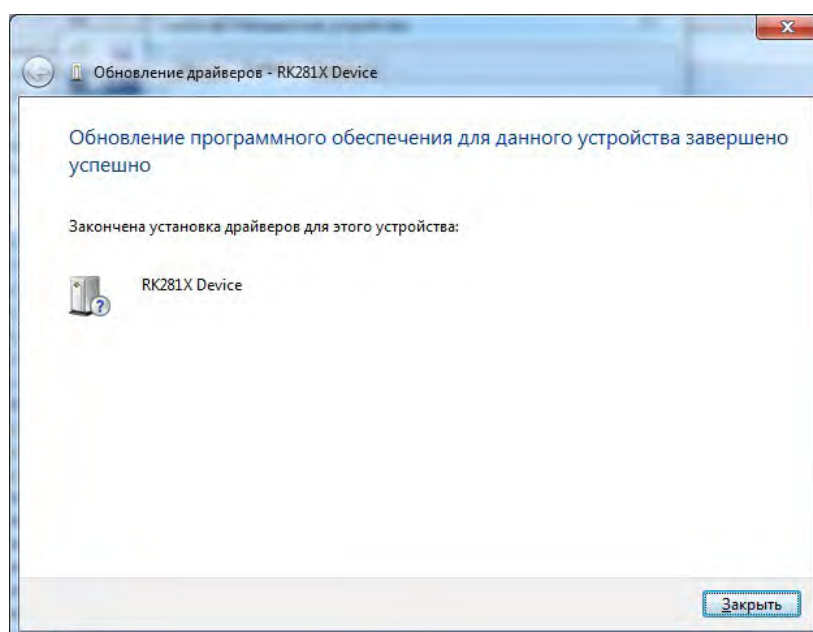 Обновление драйверов - RK281X Device
Обновление программного обеспечения для данного устройства завершено
успешно
Закончена установка драйверов для этого устройства:
RK281X Device
Закрыть